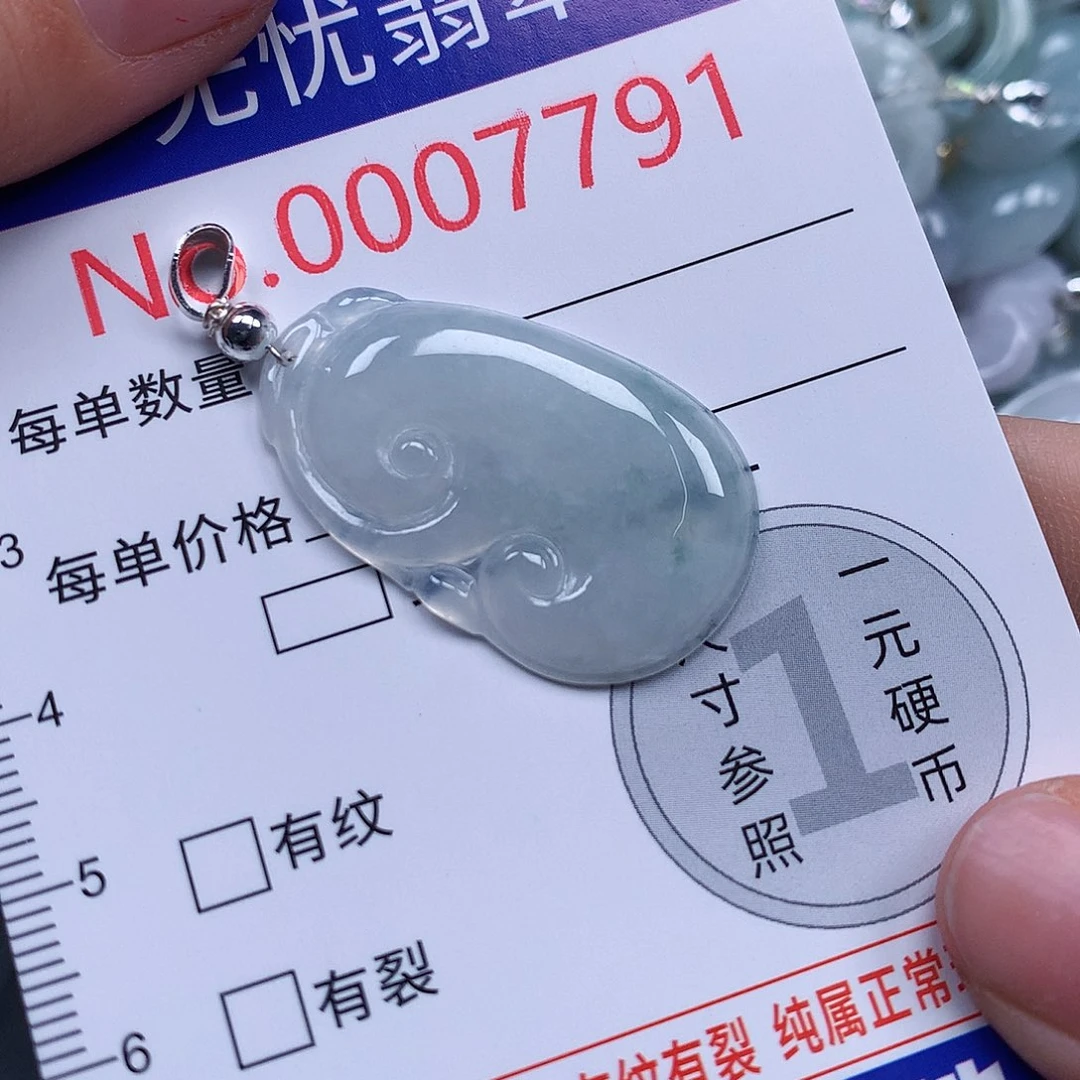 无忧翡翠
No.0007791
每单数量
每单价格
3
4
有纹
5
有裂
6
一元硬币
尺寸参照
1
有纹有裂 纯属正常